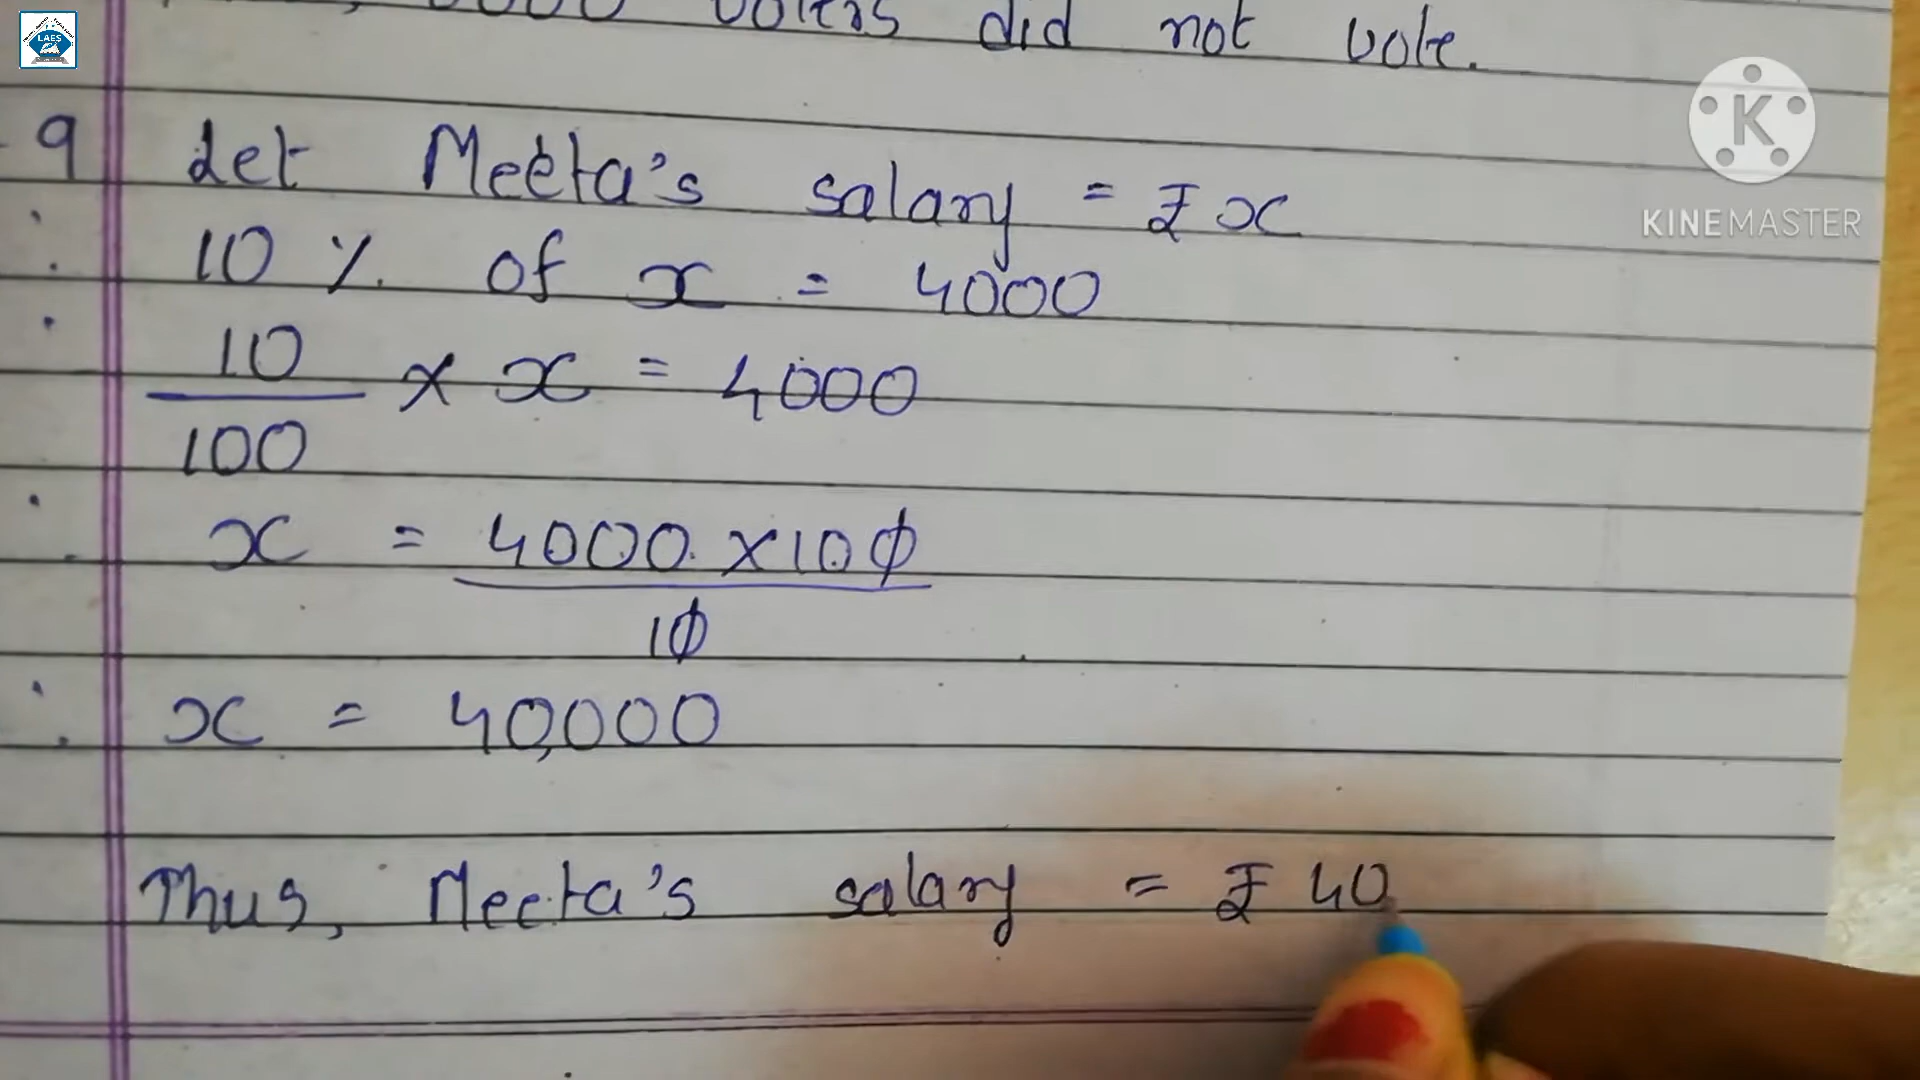 LAES
voters did not vote.
KINEMASTER
9 Let Meeta's salary = ₹ x
∴ 10 % of x = 4000
∴ 10/100 × x = 4000
∴ x = 4000 × 100 / 10
∴ x = 40,000
Thus, Meeta's salary = ₹ 40